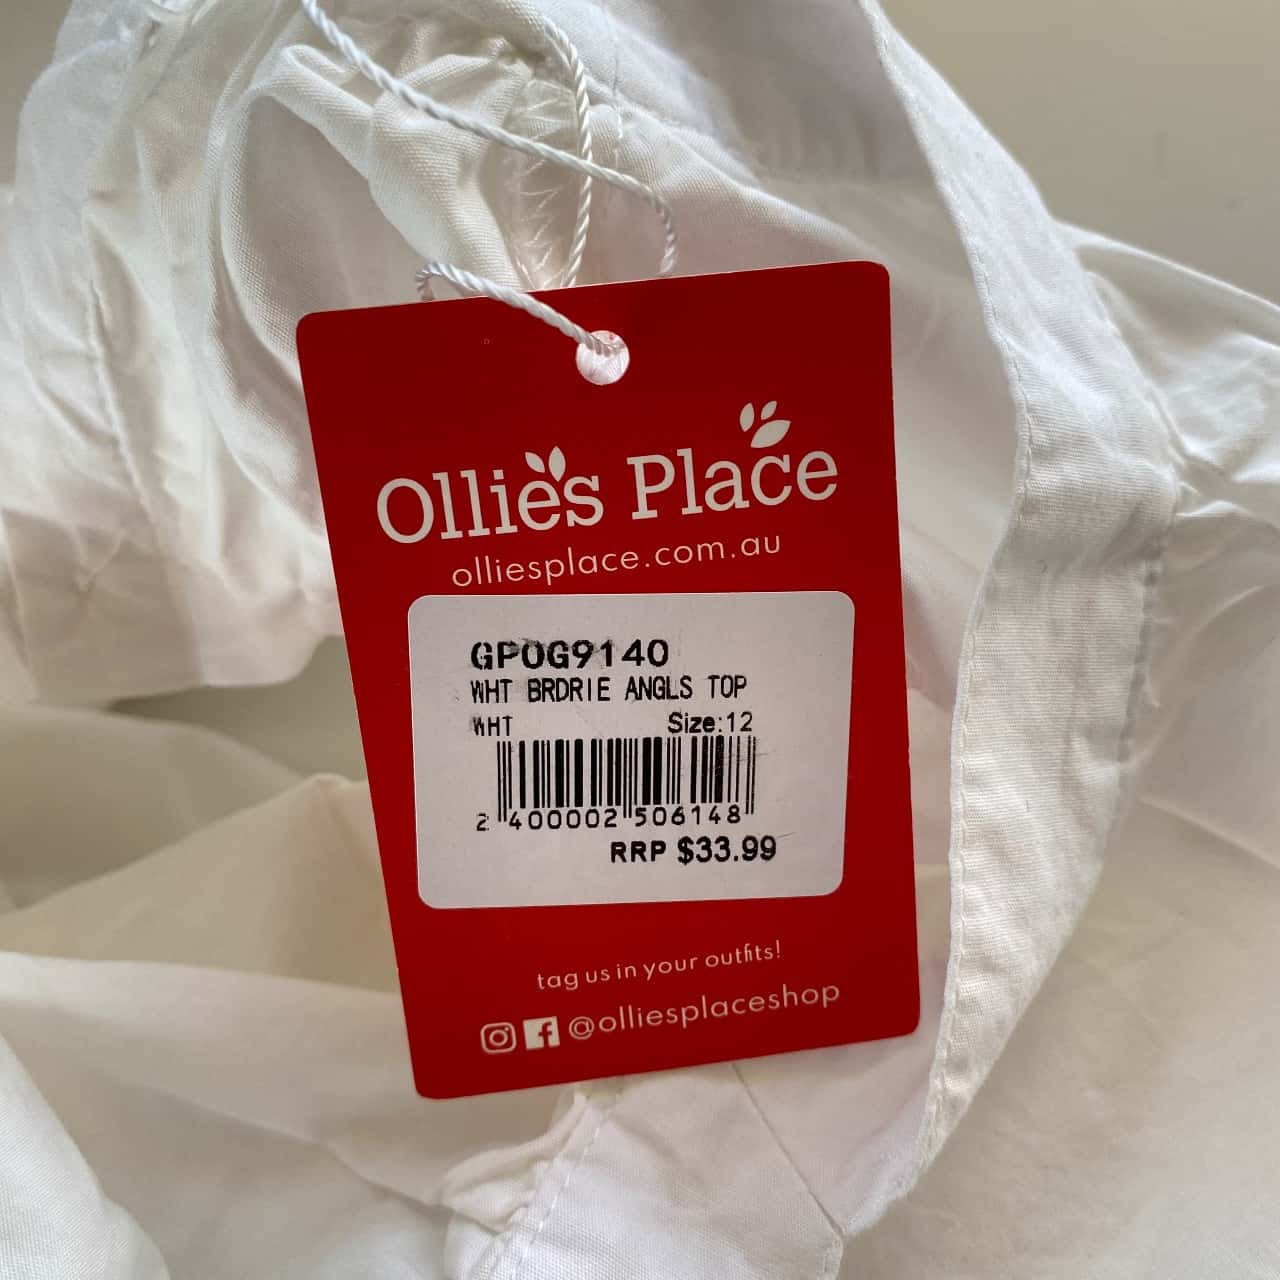 Ollie's Place
olliesplace.com.au
GPOG9140
WHT BRDRIE ANGLS TOP
WHT Size:12
2 400002 506148
RRP $33.99
tag us in your outfits!
@olliesplaceshop